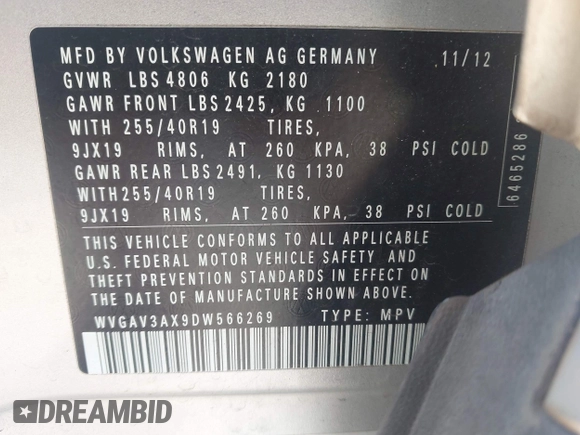 MFD BY VOLKSWAGEN AG GERMANY 11/12
GVWR LBS 4806 KG 2180
GAWR FRONT LBS 2425, KG 1100
WITH 255/40R19 TIRES,
9JX19 RIMS, AT 260 KPA, 38 PSI COLD
GAWR REAR LBS 2491, KG 1130
WITH 255/40R19 TIRES,
9JX19 RIMS, AT 260 KPA, 38 PSI COLD
THIS VEHICLE CONFORMS TO ALL APPLICABLE
U.S. FEDERAL MOTOR VEHICLE SAFETY AND
THEFT PREVENTION STANDARDS IN EFFECT ON
THE DATE OF MANUFACTURE SHOWN ABOVE.
WVGAV3AX9DW566269 TYPE: MPV
6465286
DREAMBID